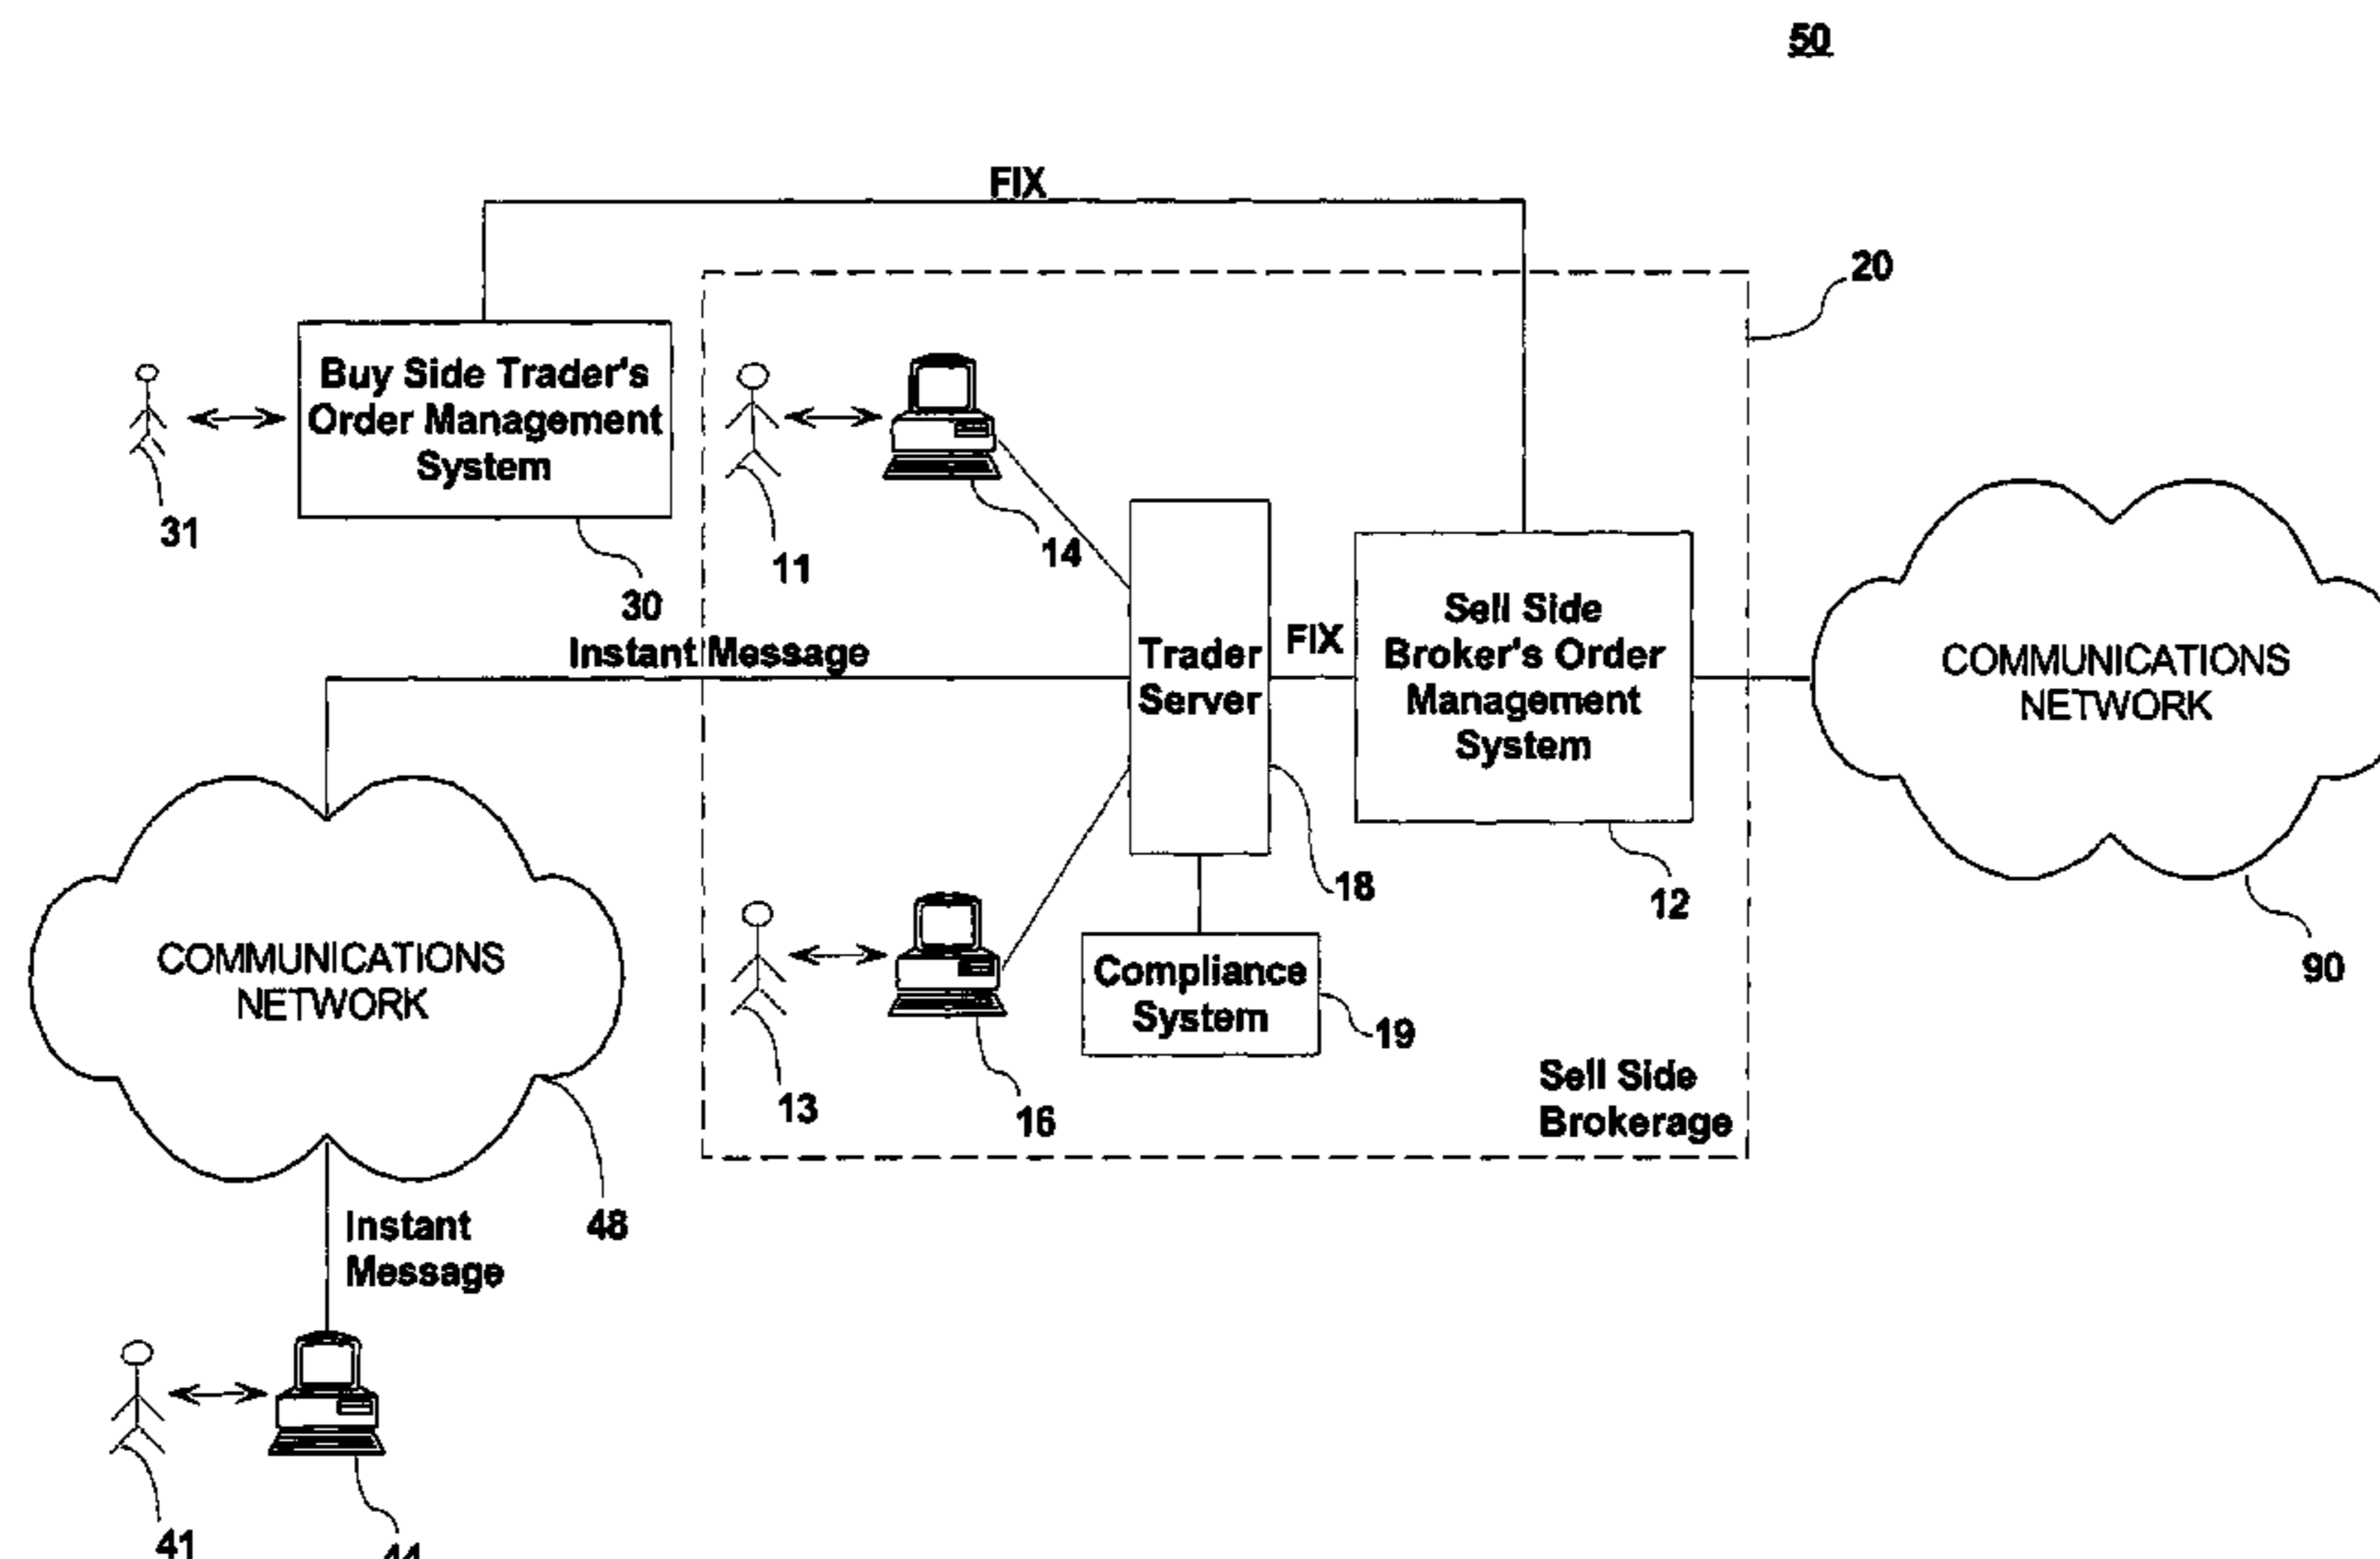 50
FIX
20
Buy Side Trader's
Order Management
System
31
11
14
30
Instant Message
Trader
Server
FIX
Sell Side
Broker's Order
Management
System
COMMUNICATIONS
NETWORK
18
12
90
COMMUNICATIONS
NETWORK
Compliance
System
19
13
16
Sell Side
Brokerage
48
Instant
Message
41
44